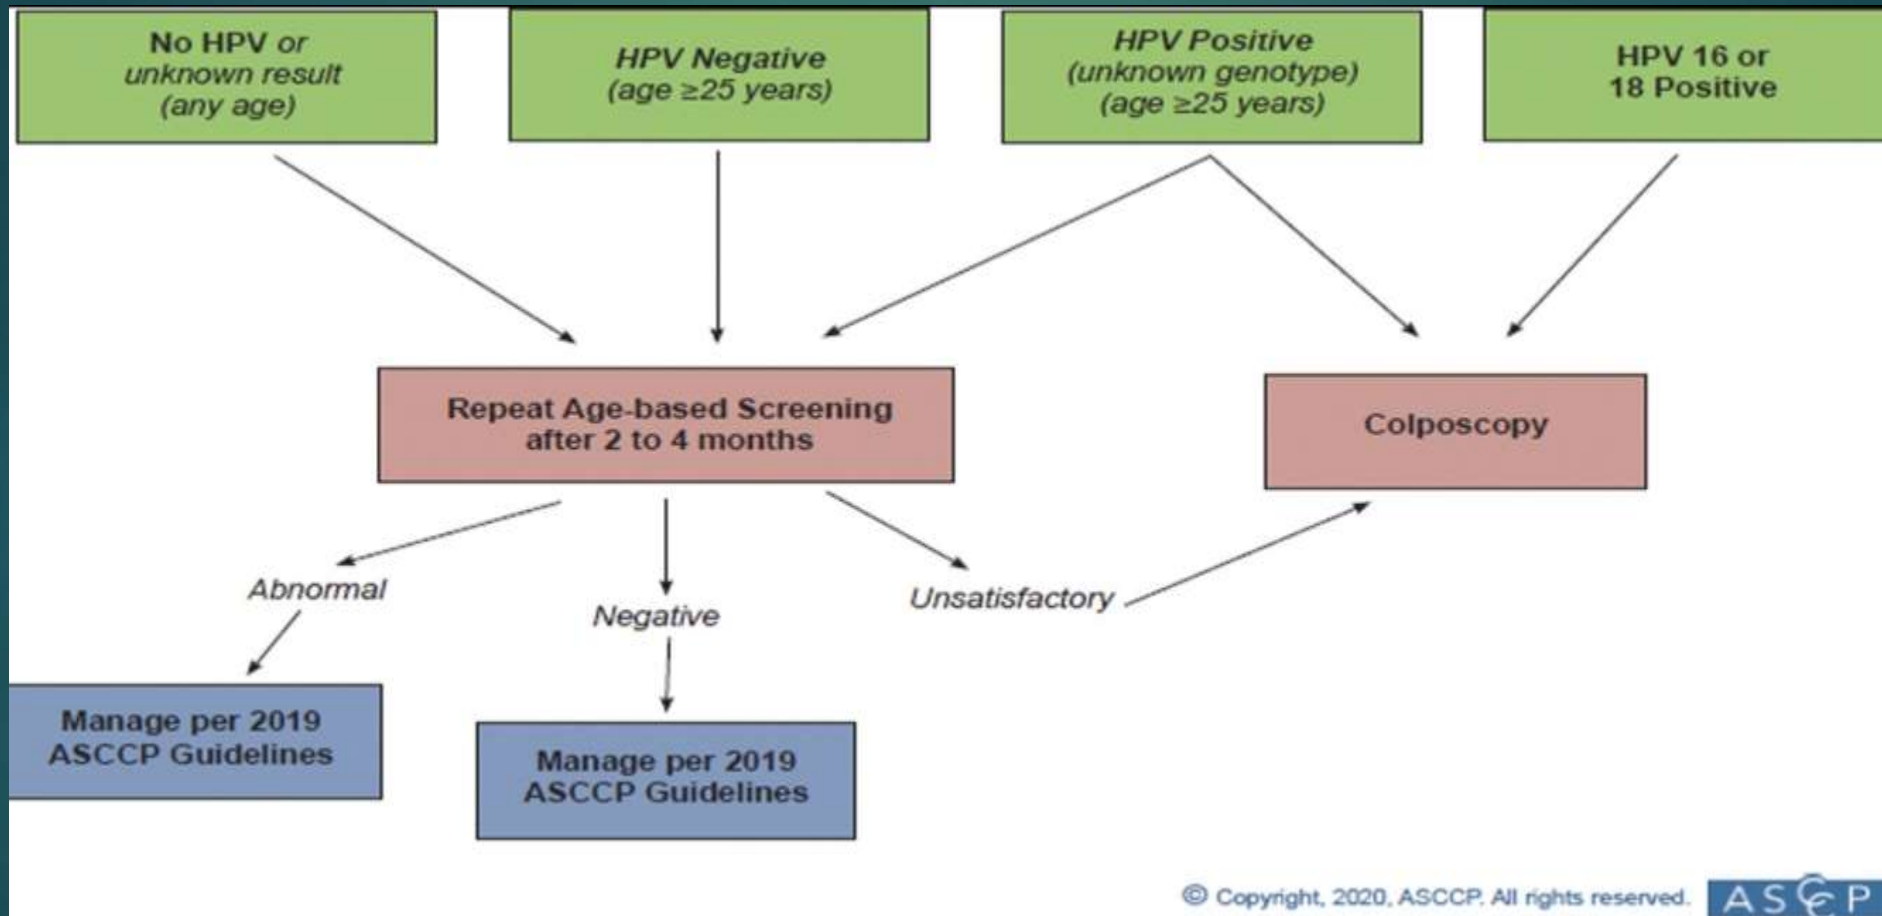 No HPV or
unknown result
(any age)
HPV Negative
(age ≥25 years)
HPV Positive
(unknown genotype)
(age ≥25 years)
HPV 16 or
18 Positive
Repeat Age-based Screening
after 2 to 4 months
Colposcopy
Abnormal
Negative
Unsatisfactory
Manage per 2019
ASCCP Guidelines
Manage per 2019
ASCCP Guidelines
© Copyright, 2020, ASCCP. All rights reserved.
ASCCP